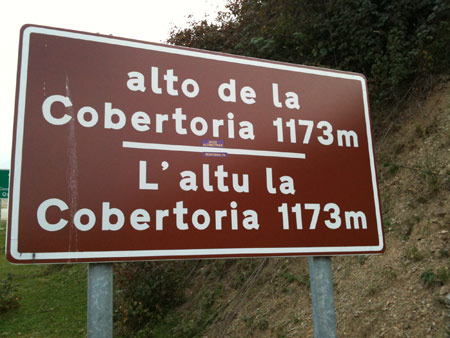 alto de la
Cobertoria 1173m
L'altu la
Cobertoria 1173m